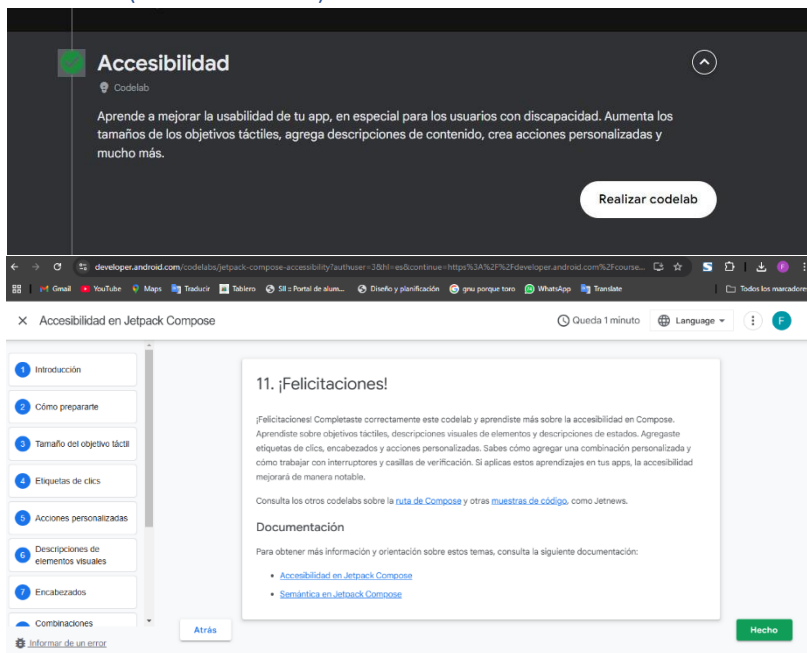 Accesibilidad
Codelab
Aprende a mejorar la usabilidad de tu app, en especial para los usuarios con discapacidad. Aumenta los
tamaños de los objetivos táctiles, agrega descripciones de contenido, crea acciones personalizadas y
mucho más.
Realizar codelab
developer.android.com/codelabs/jetpack-compose-accessibility?authuser=3&hl=es&continue=https%3A%2F%2Fdeveloper.android.com%2Fcourse...
Gmail YouTube Maps Traducir Tablero SII :: Portal de alum... Diseño y planificación gnu porque toro WhatsApp Translate Todos los marcadores
Accesibilidad en Jetpack Compose Queda 1 minuto Language F
1 Introducción
2 Cómo prepararte
3 Tamaño del objetivo táctil
4 Etiquetas de clics
5 Acciones personalizadas
6 Descripciones de
elementos visuales
7 Encabezados
Combinaciones
Informar de un error
11. ¡Felicitaciones!
¡Felicitaciones! Completaste correctamente este codelab y aprendiste más sobre la accesibilidad en Compose.
Aprendiste sobre objetivos táctiles, descripciones visuales de elementos y descripciones de estados. Agregaste
etiquetas de clics, encabezados y acciones personalizadas. Sabes cómo agregar una combinación personalizada y
cómo trabajar con interruptores y casillas de verificación. Si aplicas estos aprendizajes en tus apps, la accesibilidad
mejorará de manera notable.
Consulta los otros codelabs sobre la ruta de Compose y otras muestras de código, como Jetnews.
Documentación
Para obtener más información y orientación sobre estos temas, consulta la siguiente documentación:
• Accesibilidad en Jetpack Compose
• Semántica en Jetpack Compose
Atrás
Hecho